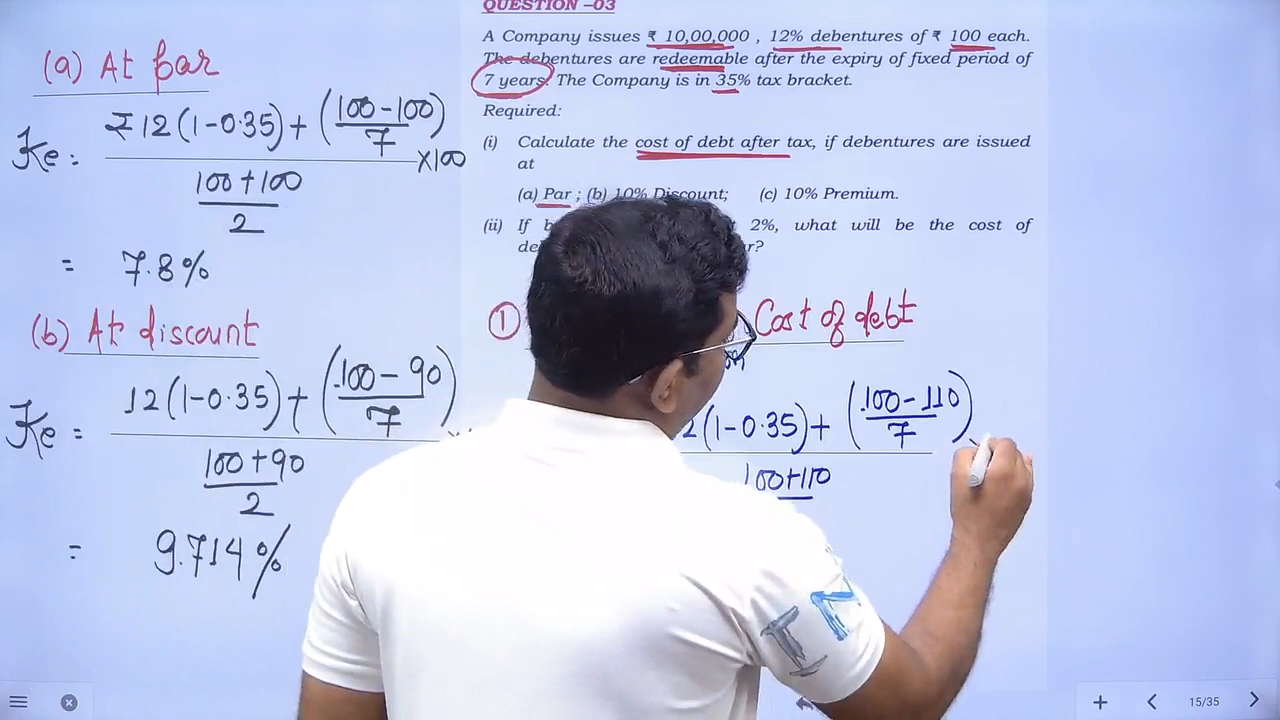 QUESTION –03
A Company issues ₹ 10,00,000 , 12% debentures of ₹ 100 each.
The debentures are redeemable after the expiry of fixed period of
7 years. The Company is in 35% tax bracket.
Required:
(i) Calculate the cost of debt after tax, if debentures are issued
at
(a) Par ; (b) 10% Discount; (c) 10% Premium.
(ii) If 2%, what will be the cost of
(a) At par
Ke = ₹12(1-0.35) + (100-100)
7
×100
100+100
2
= 7.8%
(b) At discount
Ke = 12(1-0.35) + (100-90)
7
100+90
2
= 9.714%
① Cost of debt
2(1-0.35) + (100-110)
7
100+110
I N
15/35